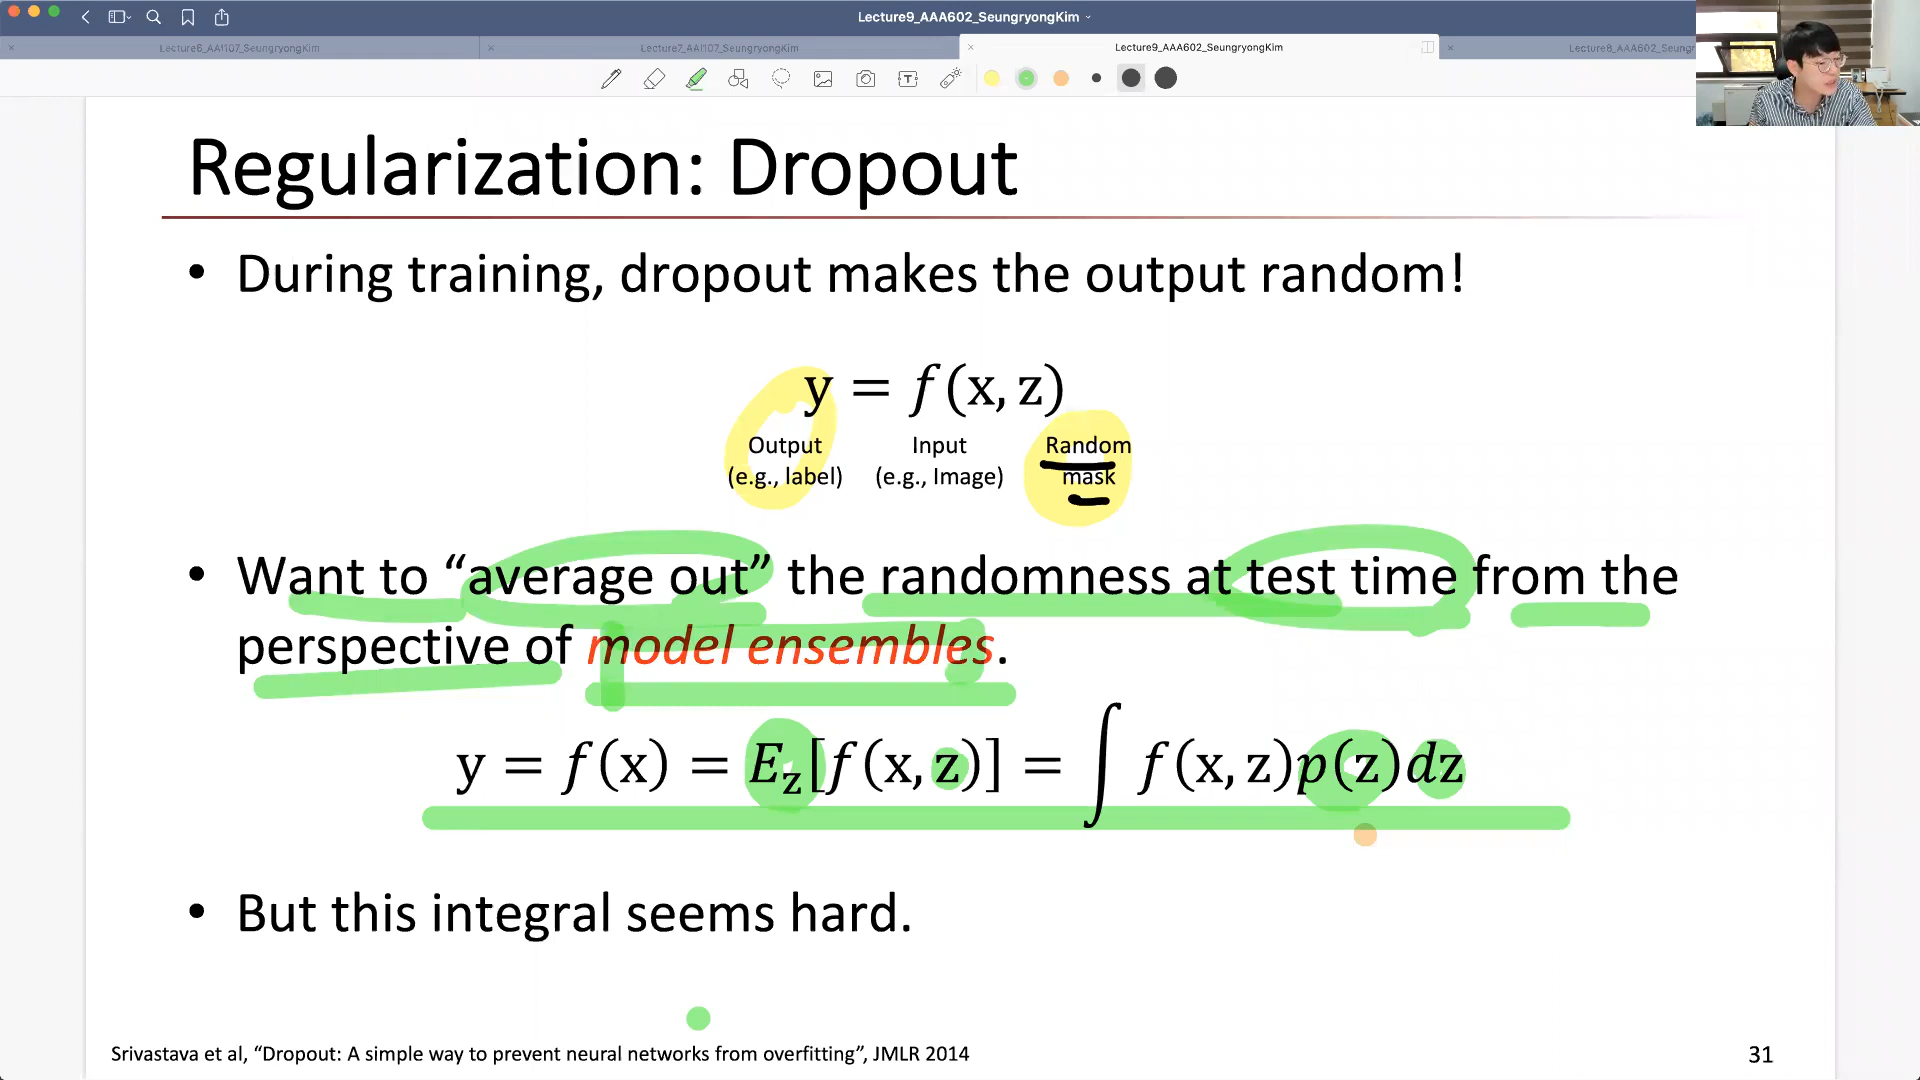 Lecture9_AAA602_SeungryongKim
Lecture6_AAI107_SeungryongKim
Lecture7_AAI107_SeungryongKim
Lecture9_AAA602_SeungryongKim
Lecture8_AAA602_Seungr
Regularization: Dropout
• During training, dropout makes the output random!
y = f(x, z)
Output Input Random
(e.g., label) (e.g., Image) mask
• Want to “average out” the randomness at test time from the
perspective of model ensembles.
y = f(x) = E_z[f(x, z)] = ∫ f(x, z)p(z)dz
• But this integral seems hard.
Srivastava et al, “Dropout: A simple way to prevent neural networks from overfitting”, JMLR 2014
31